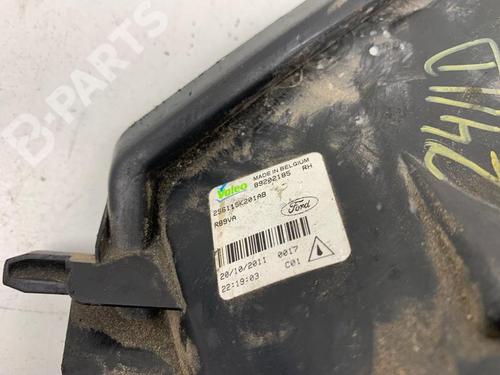 B-PARTS
Valeo
MADE IN BELGIUM
89202185 RH
2S6115K201AB
R89VA
Ford
20/10/2011 0017
22:19:03 C01